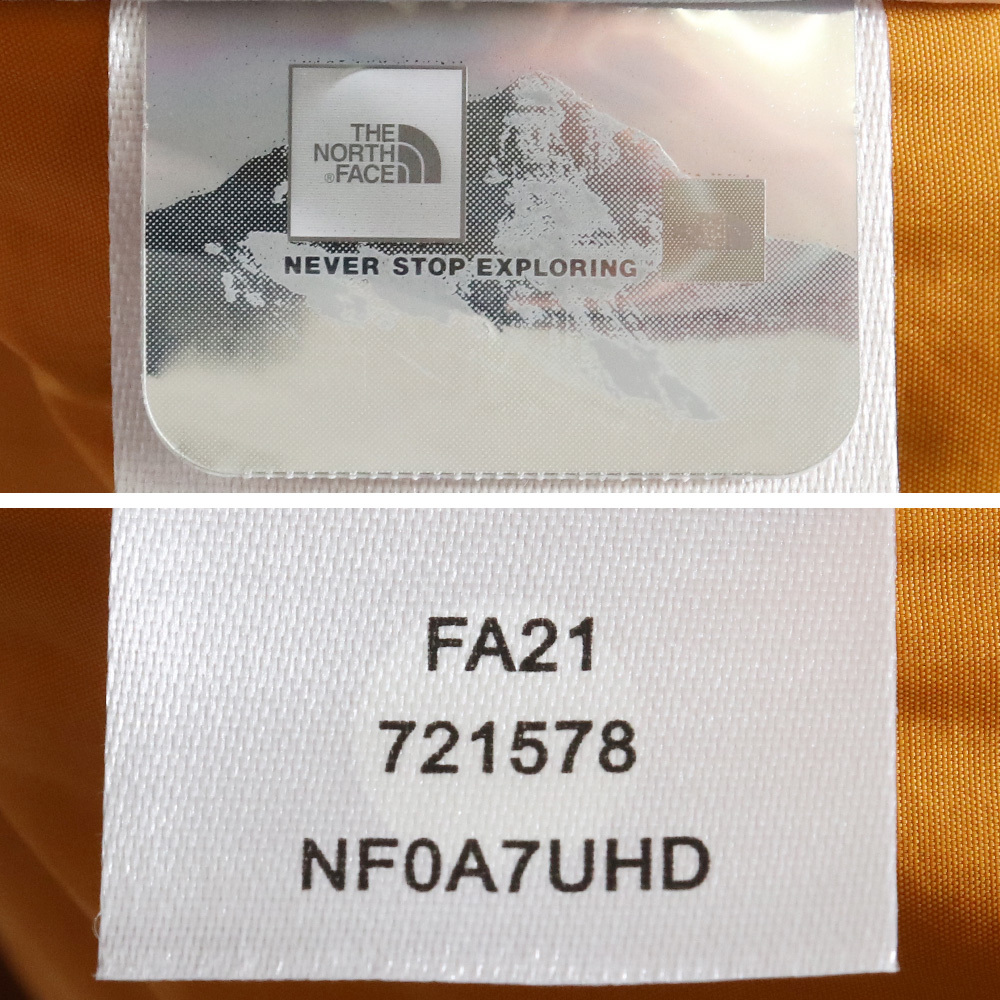 THE
NORTH
®FACE
NEVER STOP EXPLORING
FA21
721578
NF0A7UHD